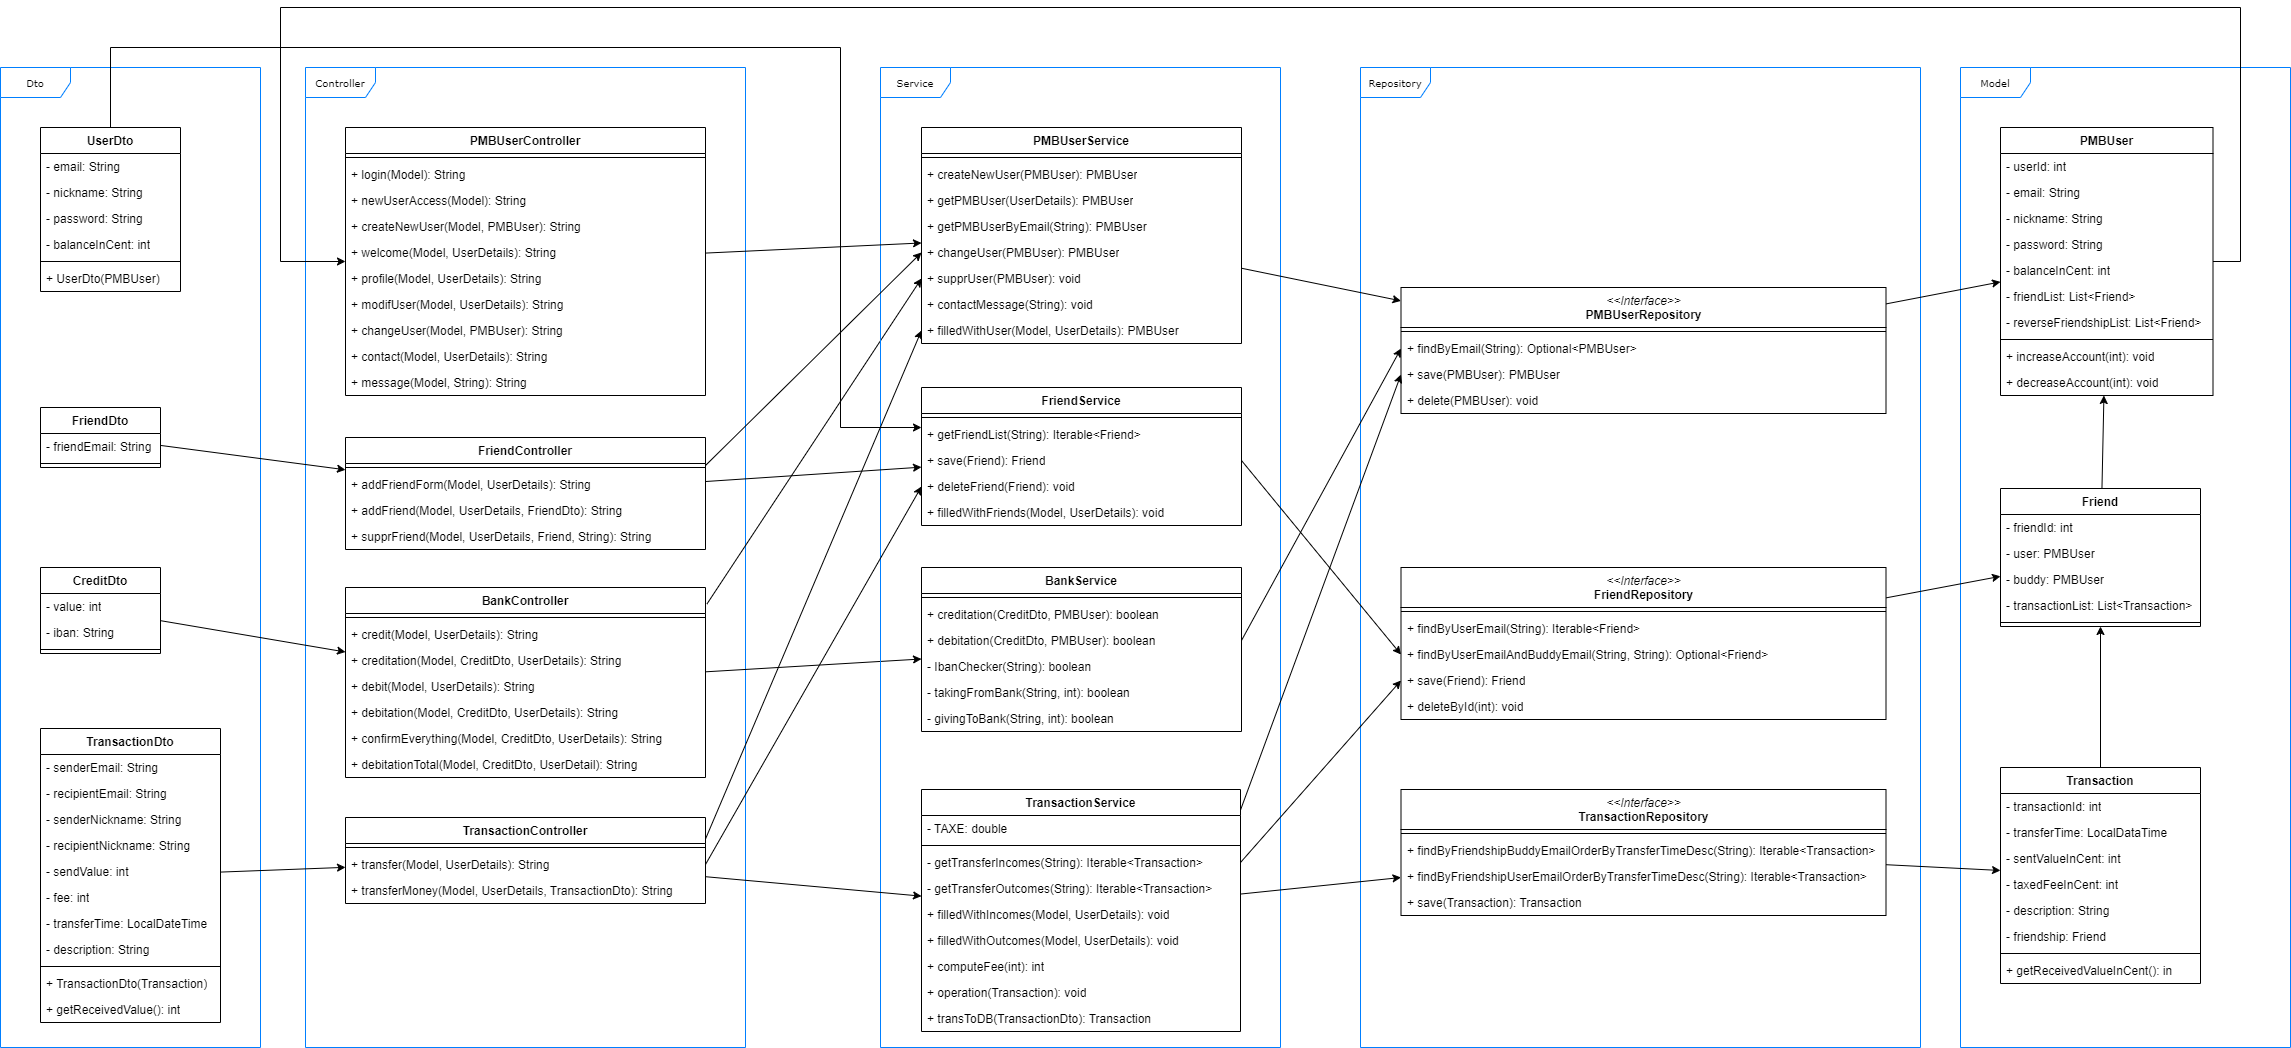 Dto
UserDto
- email: String
- nickname: String
- password: String
- balanceInCent: int
+ UserDto(PMBUser)
FriendDto
- friendEmail: String
CreditDto
- value: int
- iban: String
TransactionDto
- senderEmail: String
- recipientEmail: String
- senderNickname: String
- recipientNickname: String
- sendValue: int
- fee: int
- transferTime: LocalDateTime
- description: String
+ TransactionDto(Transaction)
+ getReceivedValue(): int
Controller
PMBUserController
+ login(Model): String
+ newUserAccess(Model): String
+ createNewUser(Model, PMBUser): String
+ welcome(Model, UserDetails): String
+ profile(Model, UserDetails): String
+ modifUser(Model, UserDetails): String
+ changeUser(Model, PMBUser): String
+ contact(Model, UserDetails): String
+ message(Model, String): String
FriendController
+ addFriendForm(Model, UserDetails): String
+ addFriend(Model, UserDetails, FriendDto): String
+ supprFriend(Model, UserDetails, Friend, String): String
BankController
+ credit(Model, UserDetails): String
+ creditation(Model, CreditDto, UserDetails): String
+ debit(Model, UserDetails): String
+ debitation(Model, CreditDto, UserDetails): String
+ confirmEverything(Model, CreditDto, UserDetails): String
+ debitationTotal(Model, CreditDto, UserDetail): String
TransactionController
+ transfer(Model, UserDetails): String
+ transferMoney(Model, UserDetails, TransactionDto): String
Service
PMBUserService
+ createNewUser(PMBUser): PMBUser
+ getPMBUser(UserDetails): PMBUser
+ getPMBUserByEmail(String): PMBUser
+ changeUser(PMBUser): PMBUser
+ supprUser(PMBUser): void
+ contactMessage(String): void
+ filledWithUser(Model, UserDetails): PMBUser
FriendService
+ getFriendList(String): Iterable<Friend>
+ save(Friend): Friend
+ deleteFriend(Friend): void
+ filledWithFriends(Model, UserDetails): void
BankService
+ creditation(CreditDto, PMBUser): boolean
+ debitation(CreditDto, PMBUser): boolean
- IbanChecker(String): boolean
- takingFromBank(String, int): boolean
- givingToBank(String, int): boolean
TransactionService
- TAXE: double
- getTransferIncomes(String): Iterable<Transaction>
- getTransferOutcomes(String): Iterable<Transaction>
+ filledWithIncomes(Model, UserDetails): void
+ filledWithOutcomes(Model, UserDetails): void
+ computeFee(int): int
+ operation(Transaction): void
+ transToDB(TransactionDto): Transaction
Repository
<<Interface>>
PMBUserRepository
+ findByEmail(String): Optional<PMBUser>
+ save(PMBUser): PMBUser
+ delete(PMBUser): void
<<Interface>>
FriendRepository
+ findByUserEmail(String): Iterable<Friend>
+ findByUserEmailAndBuddyEmail(String, String): Optional<Friend>
+ save(Friend): Friend
+ deleteById(int): void
<<Interface>>
TransactionRepository
+ findByFriendshipBuddyEmailOrderByTransferTimeDesc(String): Iterable<Transaction>
+ findByFriendshipUserEmailOrderByTransferTimeDesc(String): Iterable<Transaction>
+ save(Transaction): Transaction
Model
PMBUser
- userId: int
- email: String
- nickname: String
- password: String
- balanceInCent: int
- friendList: List<Friend>
- reverseFriendshipList: List<Friend>
+ increaseAccount(int): void
+ decreaseAccount(int): void
Friend
- friendId: int
- user: PMBUser
- buddy: PMBUser
- transactionList: List<Transaction>
Transaction
- transactionId: int
- transferTime: LocalDataTime
- sentValueInCent: int
- taxedFeeInCent: int
- description: String
- friendship: Friend
+ getReceivedValueInCent(): in